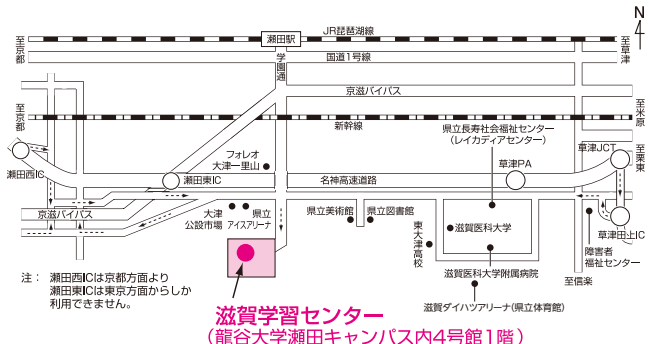 N
JR琵琶湖線
至京都
瀬田駅
至草津
国道1号線
学園通
京滋バイパス
至京都
新幹線
至米原
県立長寿社会福祉センター
（レイカディアセンター）
フォレオ
大津一里山
草津PA
草津JCT
至栗東
瀬田西IC
瀬田東IC
名神高速道路
京滋バイパス
大津
公設市場
県立
アイスアリーナ
県立美術館
県立図書館
東大津高校
滋賀医科大学
草津田上IC
障害者
福祉センター
滋賀医科大学附属病院
至信楽
滋賀ダイハツアリーナ（県立体育館）
注： 瀬田西ICは京都方面より
瀬田東ICは東京方面からしか
利用できません。
滋賀学習センター
（龍谷大学瀬田キャンパス内4号館1階）